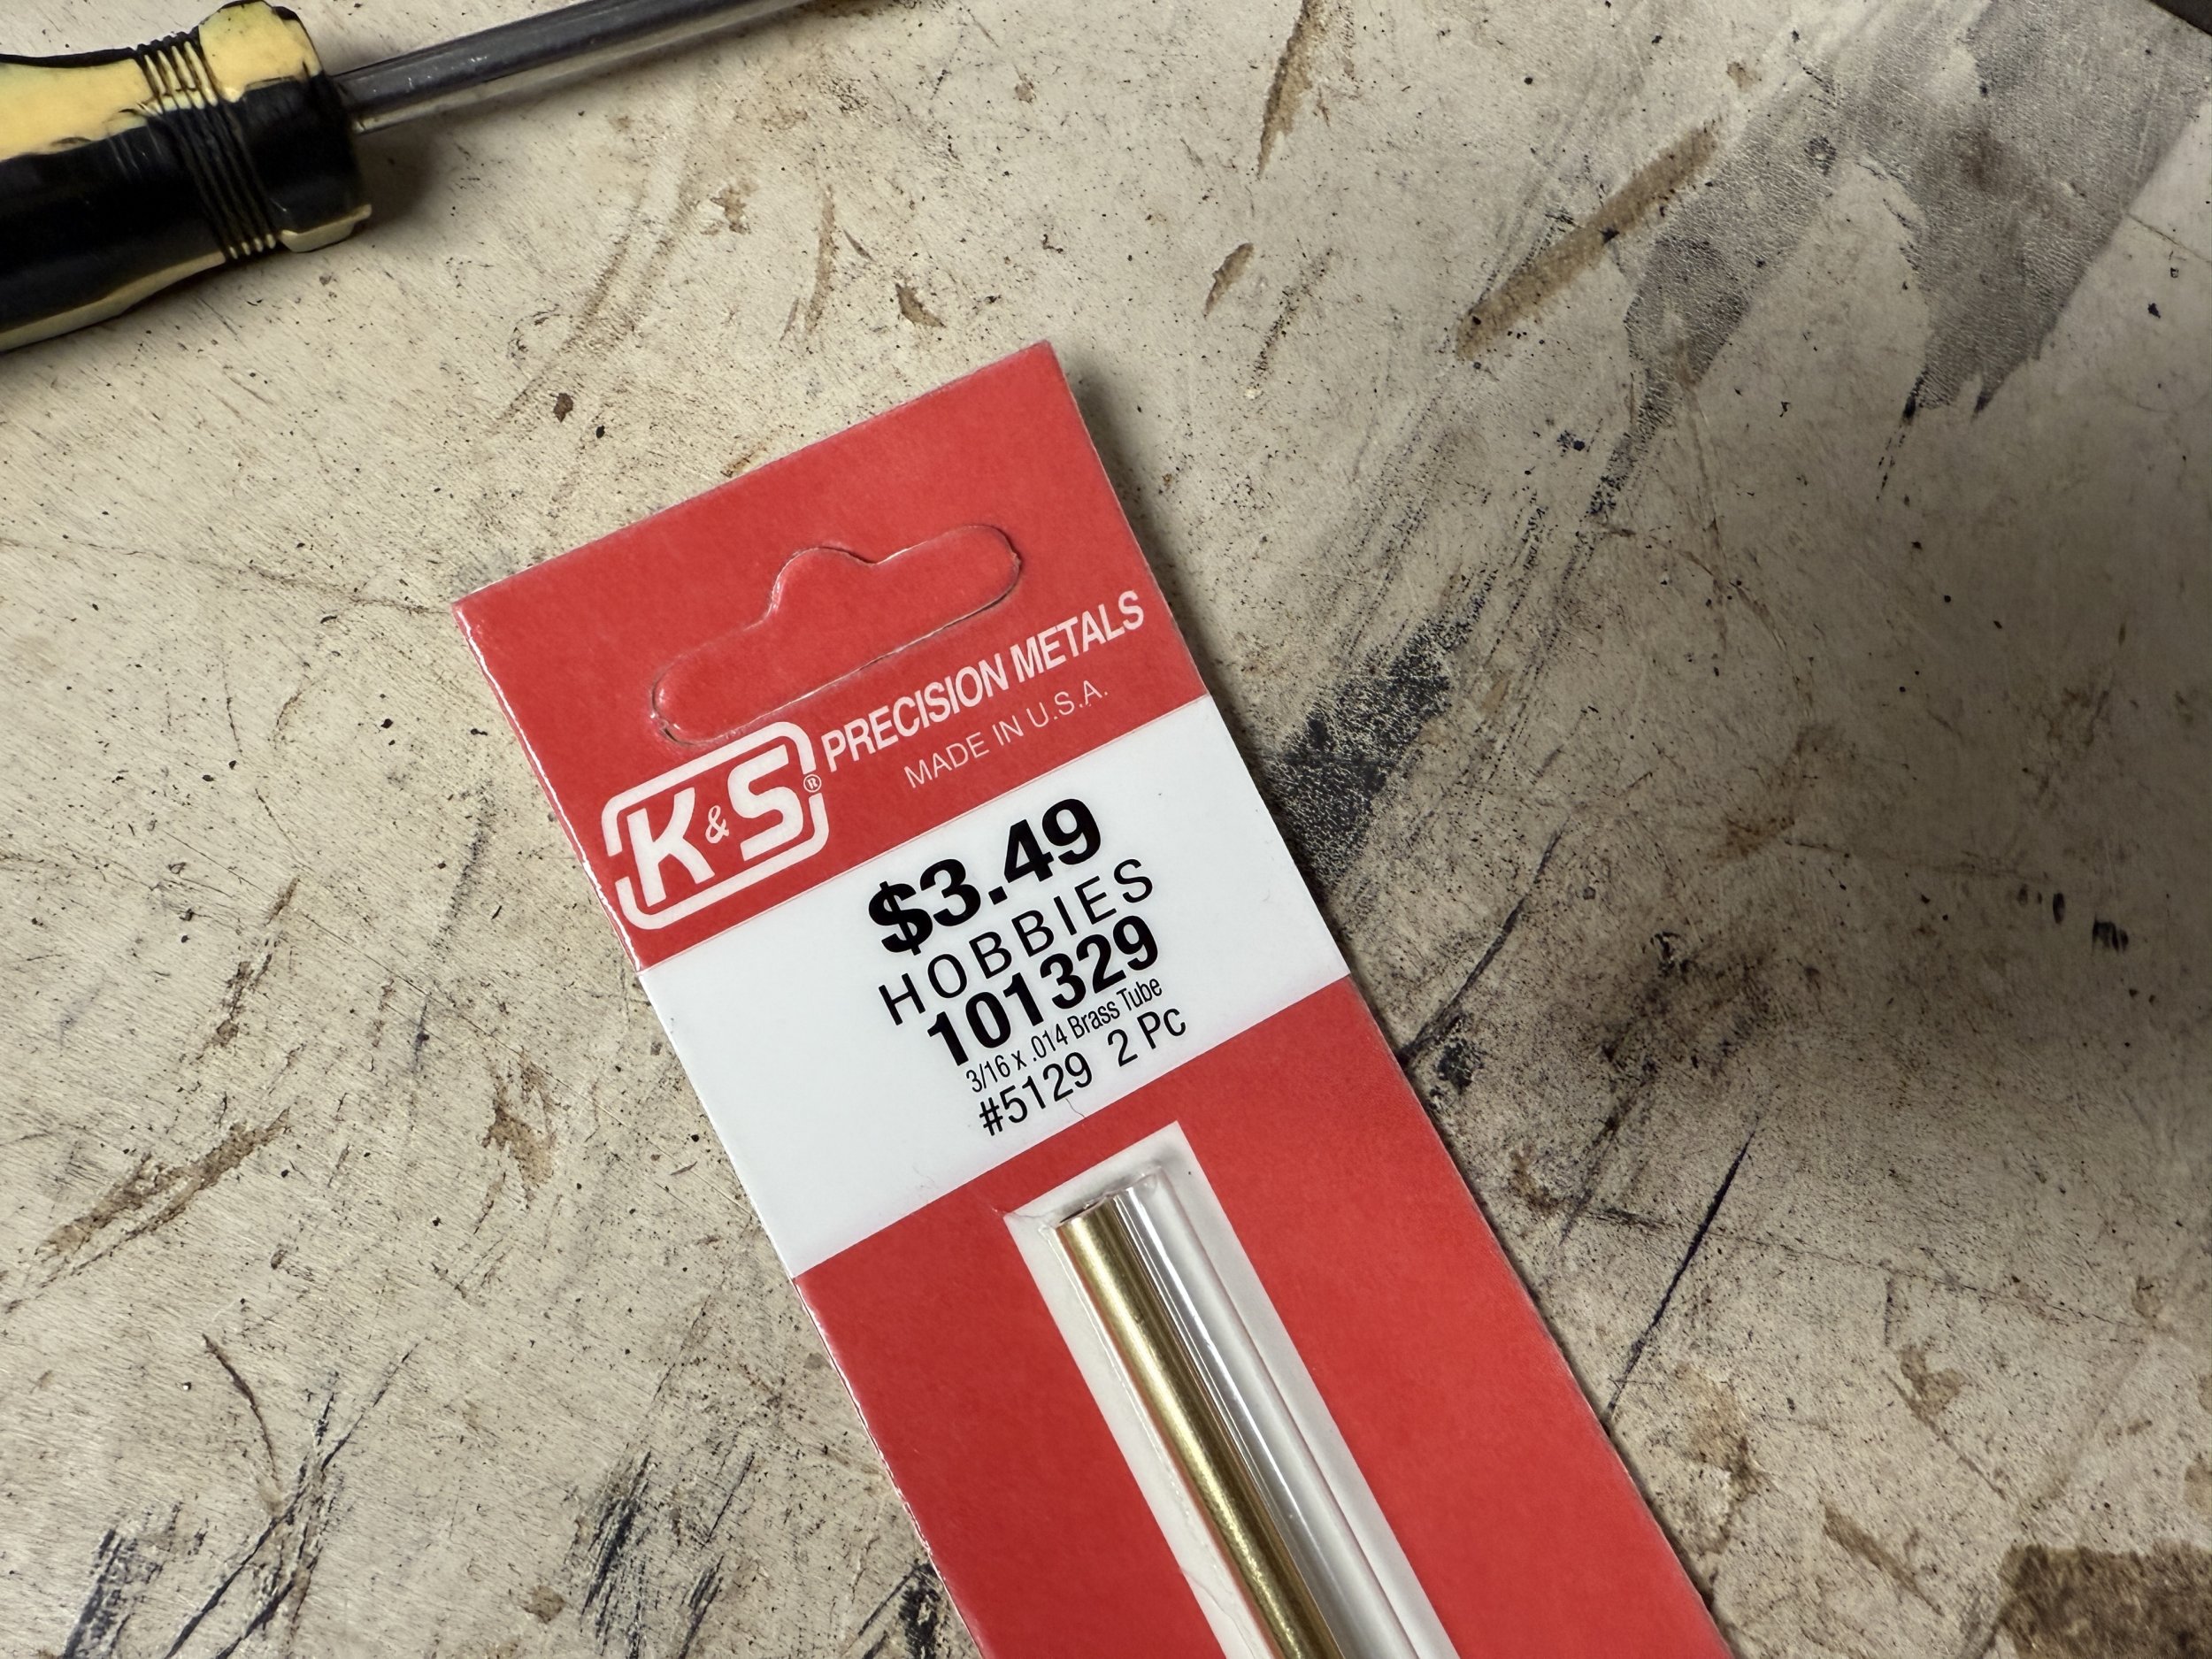 K&S®
PRECISION METALS
MADE IN U.S.A.
$3.49
HOBBIES
101329
3/16 x .014 Brass Tube
#5129 2 Pc